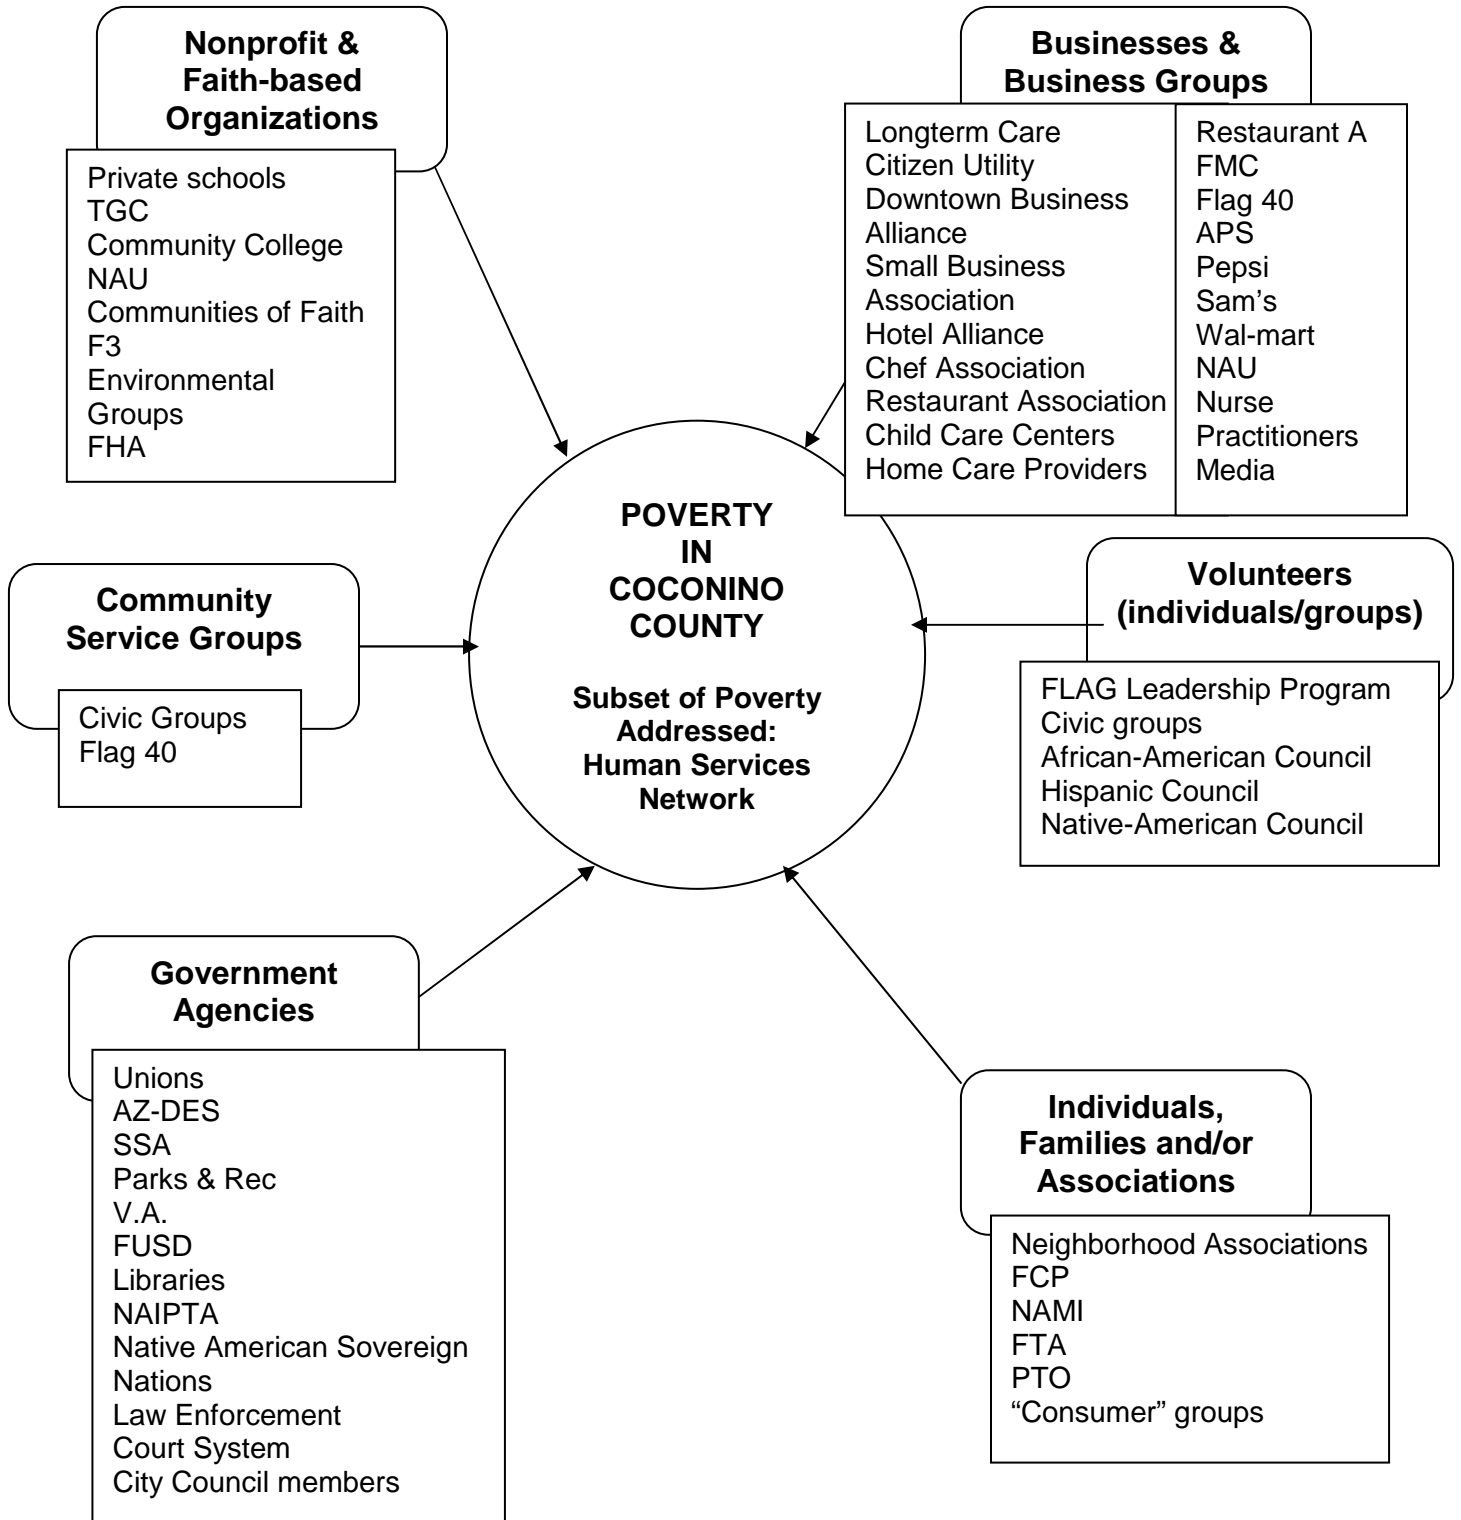 Nonprofit &
Faith-based
Organizations
Private schools
TGC
Community College
NAU
Communities of Faith
F3
Environmental
Groups
FHA
Businesses &
Business Groups
Longterm Care
Citizen Utility
Downtown Business
Alliance
Small Business
Association
Hotel Alliance
Chef Association
Restaurant Association
Child Care Centers
Home Care Providers
Restaurant A
FMC
Flag 40
APS
Pepsi
Sam’s
Wal-mart
NAU
Nurse
Practitioners
Media
POVERTY
IN
COCONINO
COUNTY
Subset of Poverty
Addressed:
Human Services
Network
Community
Service Groups
Civic Groups
Flag 40
Volunteers
(individuals/groups)
FLAG Leadership Program
Civic groups
African-American Council
Hispanic Council
Native-American Council
Government
Agencies
Unions
AZ-DES
SSA
Parks & Rec
V.A.
FUSD
Libraries
NAIPTA
Native American Sovereign
Nations
Law Enforcement
Court System
City Council members
Individuals,
Families and/or
Associations
Neighborhood Associations
FCP
NAMI
FTA
PTO
“Consumer” groups